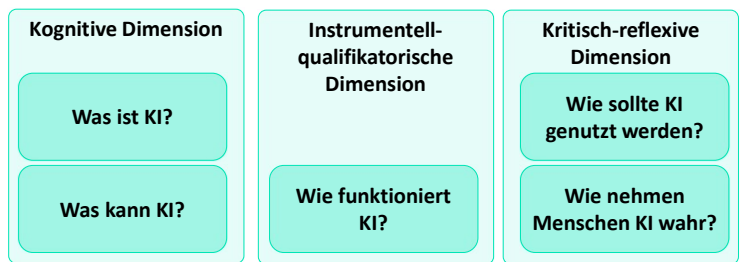 Kognitive Dimension
Was ist KI?
Was kann KI?
Instrumentell-
qualifikatorische
Dimension
Wie funktioniert
KI?
Kritisch-reflexive
Dimension
Wie sollte KI
genutzt werden?
Wie nehmen
Menschen KI wahr?